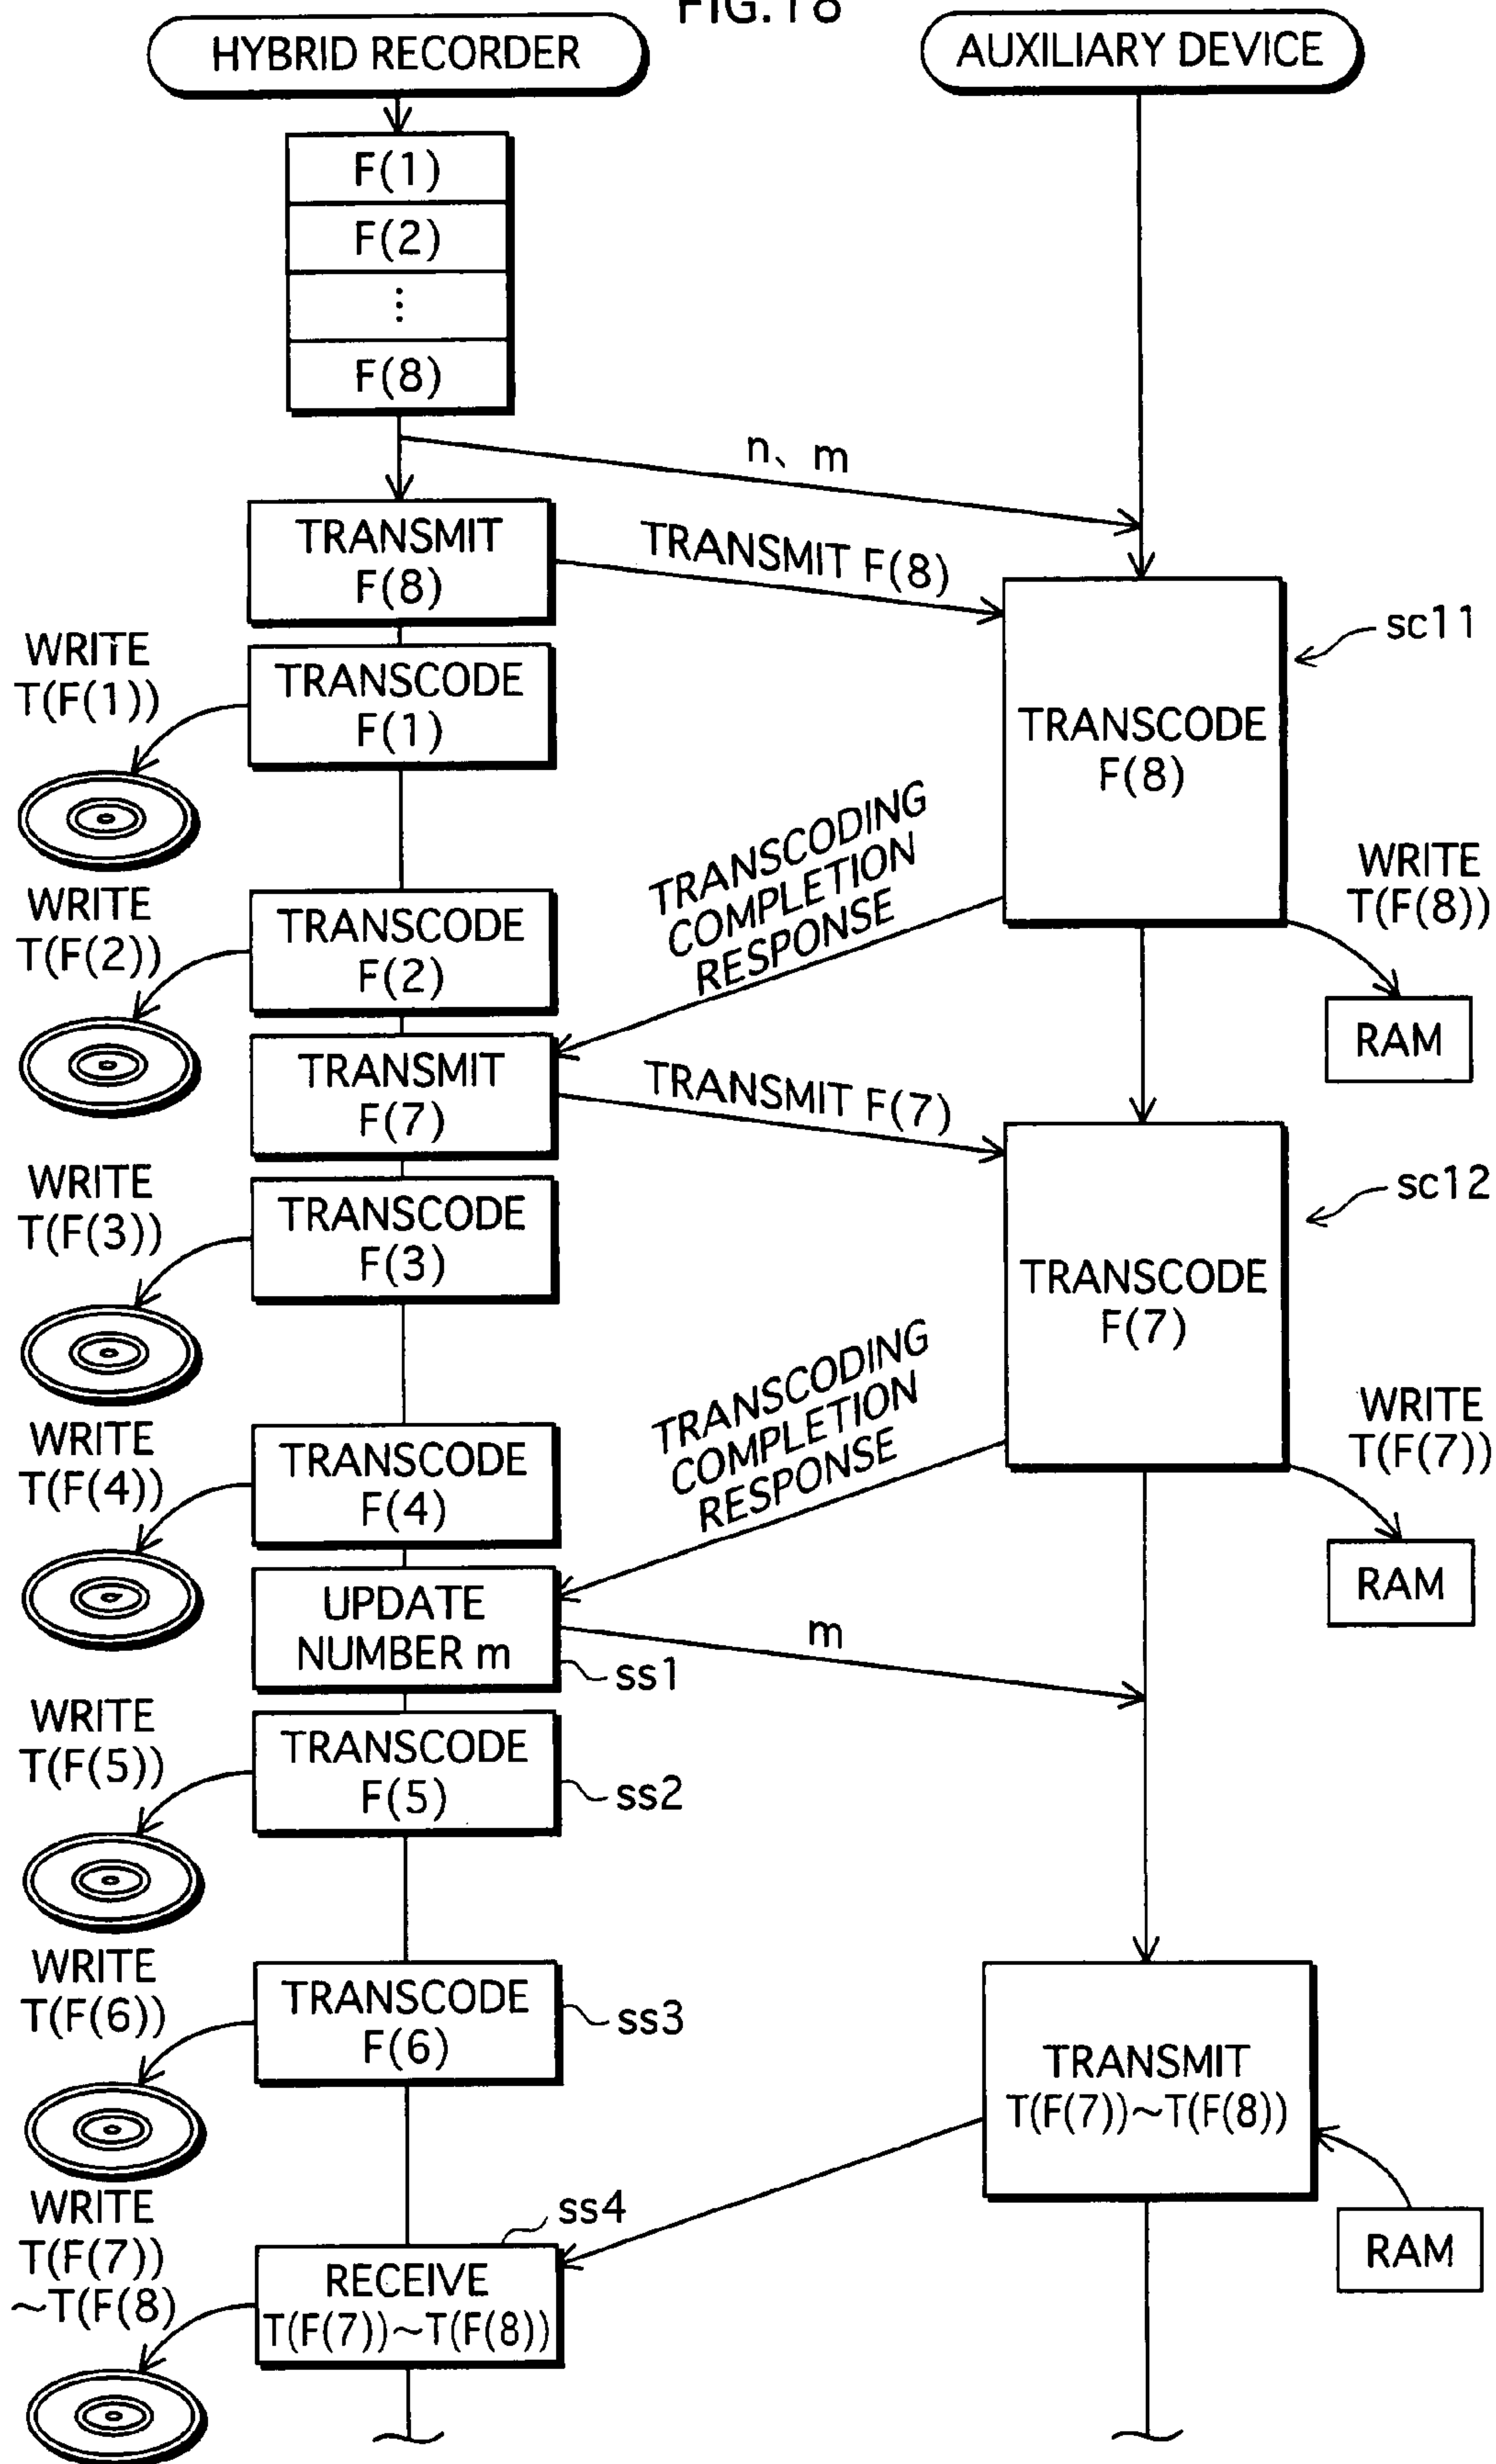 FIG.18
HYBRID RECORDER
AUXILIARY DEVICE
F(1)
F(2)
⋮
F(8)
n、m
TRANSMIT
F(8)
TRANSMIT F(8)
sc11
WRITE
T(F(1))
TRANSCODE
F(1)
TRANSCODE
F(8)
TRANSCODING
COMPLETION
RESPONSE
WRITE
T(F(8))
RAM
WRITE
T(F(2))
TRANSCODE
F(2)
TRANSMIT
F(7)
TRANSMIT F(7)
sc12
WRITE
T(F(3))
TRANSCODE
F(3)
TRANSCODE
F(7)
TRANSCODING
COMPLETION
RESPONSE
WRITE
T(F(7))
RAM
WRITE
T(F(4))
TRANSCODE
F(4)
UPDATE
NUMBER m
ss1
m
WRITE
T(F(5))
TRANSCODE
F(5)
ss2
WRITE
T(F(6))
TRANSCODE
F(6)
ss3
TRANSMIT
T(F(7))~T(F(8))
RAM
WRITE
T(F(7))
~T(F(8)
ss4
RECEIVE
T(F(7))~T(F(8))